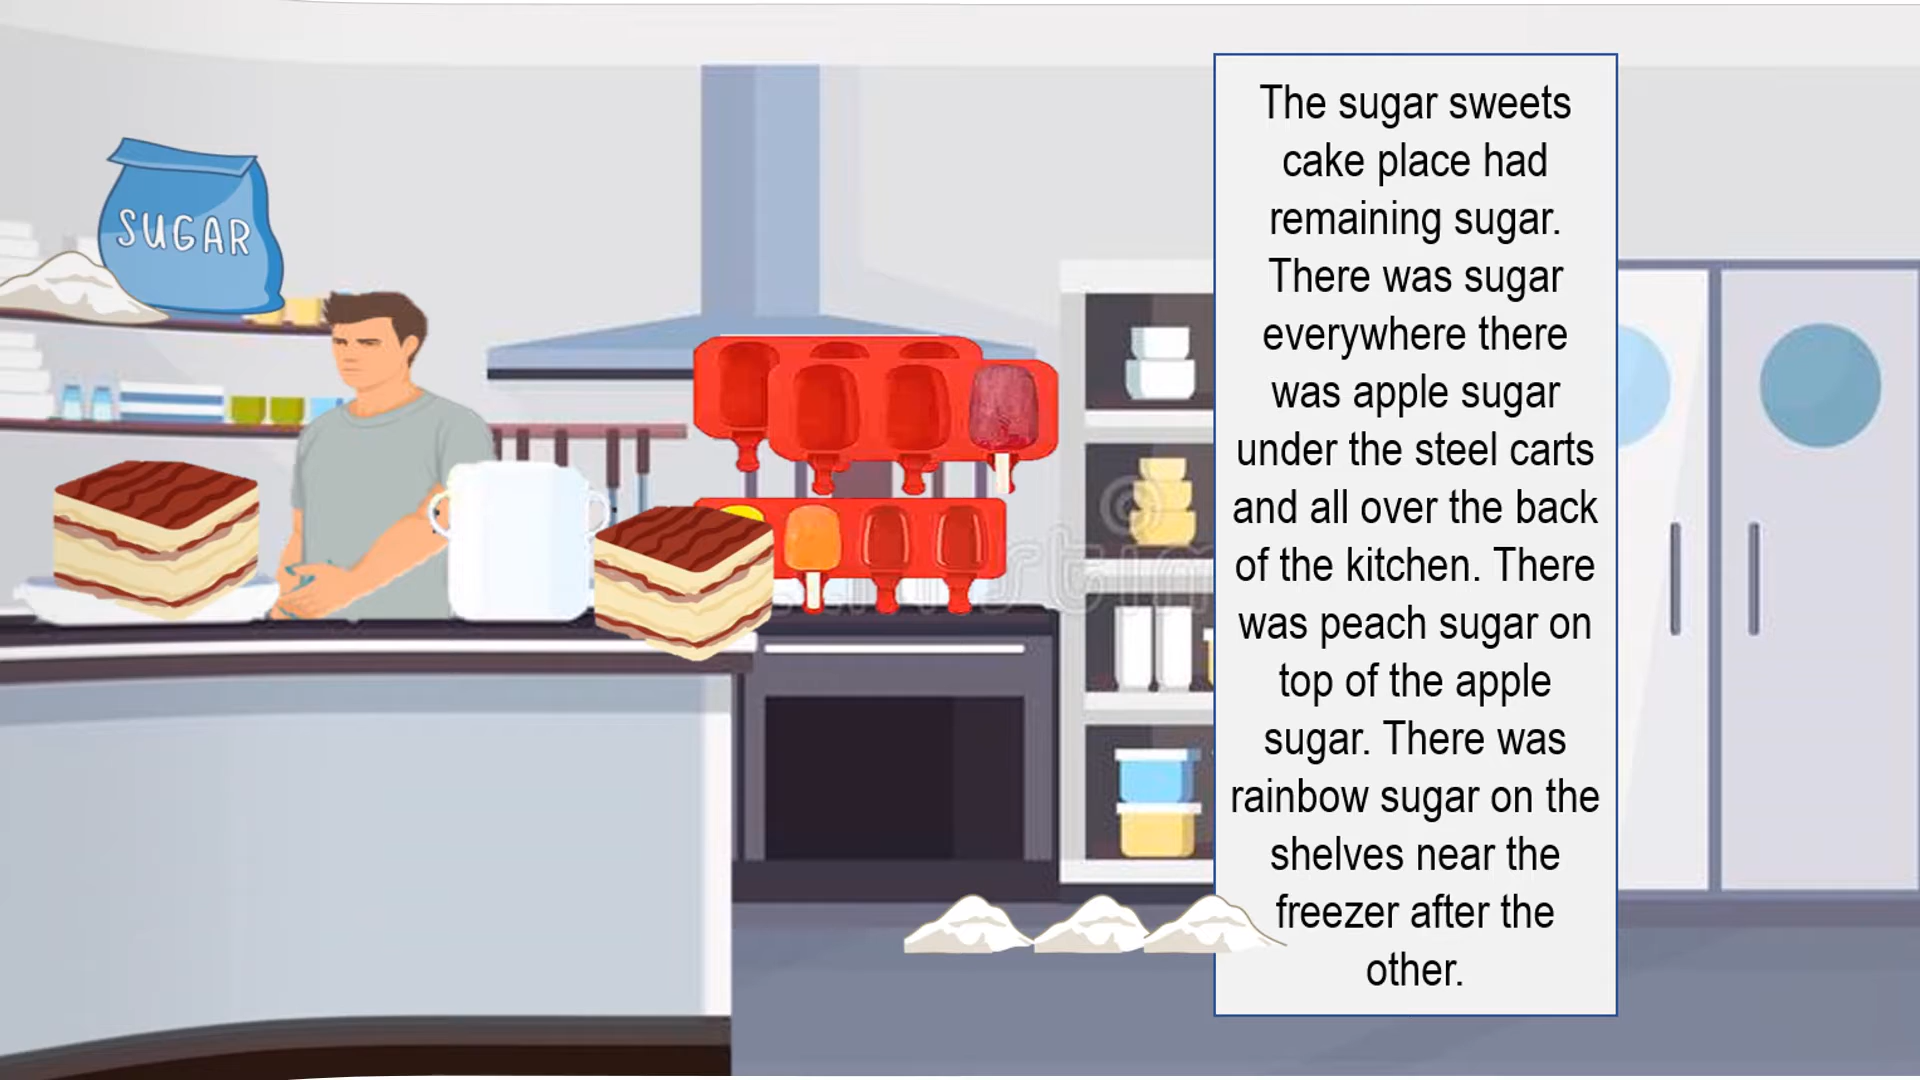 SUGAR
The sugar sweets
cake place had
remaining sugar.
There was sugar
everywhere there
was apple sugar
under the steel carts
and all over the back
of the kitchen. There
was peach sugar on
top of the apple
sugar. There was
rainbow sugar on the
shelves near the
freezer after the
other.